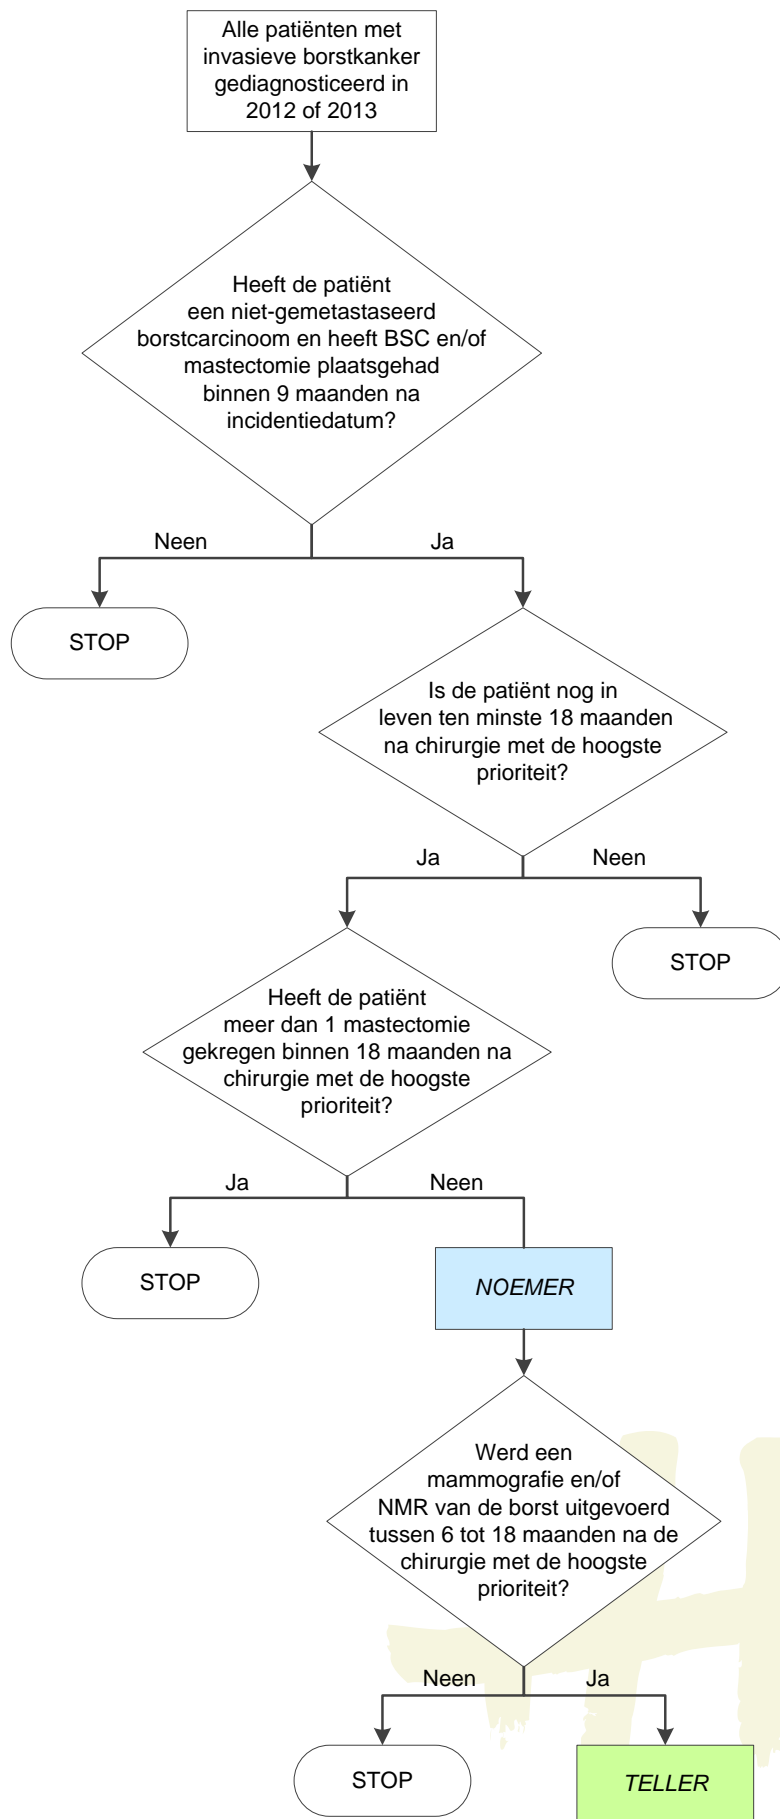 Alle patiënten met
invasieve borstkanker
gediagnosticeerd in
2012 of 2013
Heeft de patiënt
een niet-gemetastaseerd
borstcarcinoom en heeft BSC en/of
mastectomie plaatsgehad
binnen 9 maanden na
incidentiedatum?
Neen
Ja
STOP
Is de patiënt nog in
leven ten minste 18 maanden
na chirurgie met de hoogste
prioriteit?
Ja
Neen
STOP
Heeft de patiënt
meer dan 1 mastectomie
gekregen binnen 18 maanden na
chirurgie met de hoogste
prioriteit?
Ja
Neen
STOP
NOEMER
Werd een
mammografie en/of
NMR van de borst uitgevoerd
tussen 6 tot 18 maanden na de
chirurgie met de hoogste
prioriteit?
Neen
Ja
STOP
TELLER